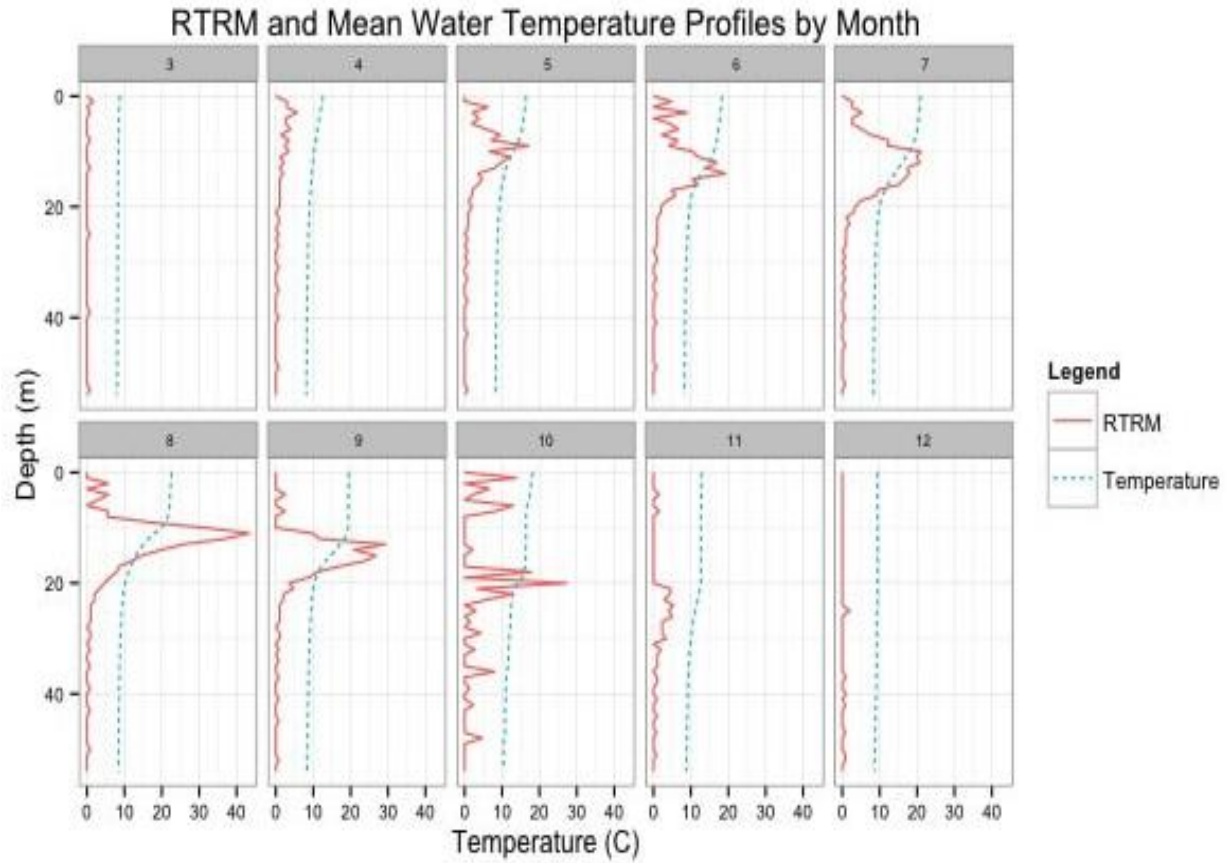 RTRM and Mean Water Temperature Profiles by Month
3 4 5 6 7
0
20
40
8 9 10 11 12
0
20
40
Depth (m)
0 10 20 30 40 0 10 20 30 40 0 10 20 30 40 0 10 20 30 40 0 10 20 30 40
Temperature (C)
Legend
RTRM
Temperature